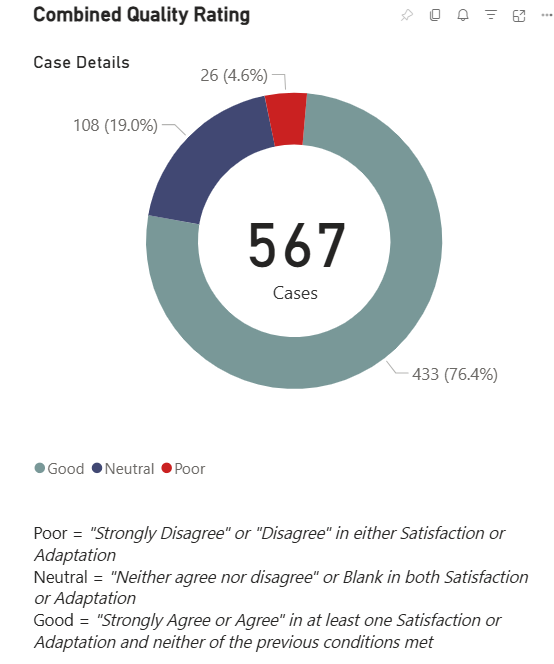 Combined Quality Rating
Case Details
26 (4.6%)
108 (19.0%)
567
Cases
433 (76.4%)
Good Neutral Poor
Poor = "Strongly Disagree" or "Disagree" in either Satisfaction or
Adaptation
Neutral = "Neither agree nor disagree" or Blank in both Satisfaction
or Adaptation
Good = "Strongly Agree or Agree" in at least one Satisfaction or
Adaptation and neither of the previous conditions met